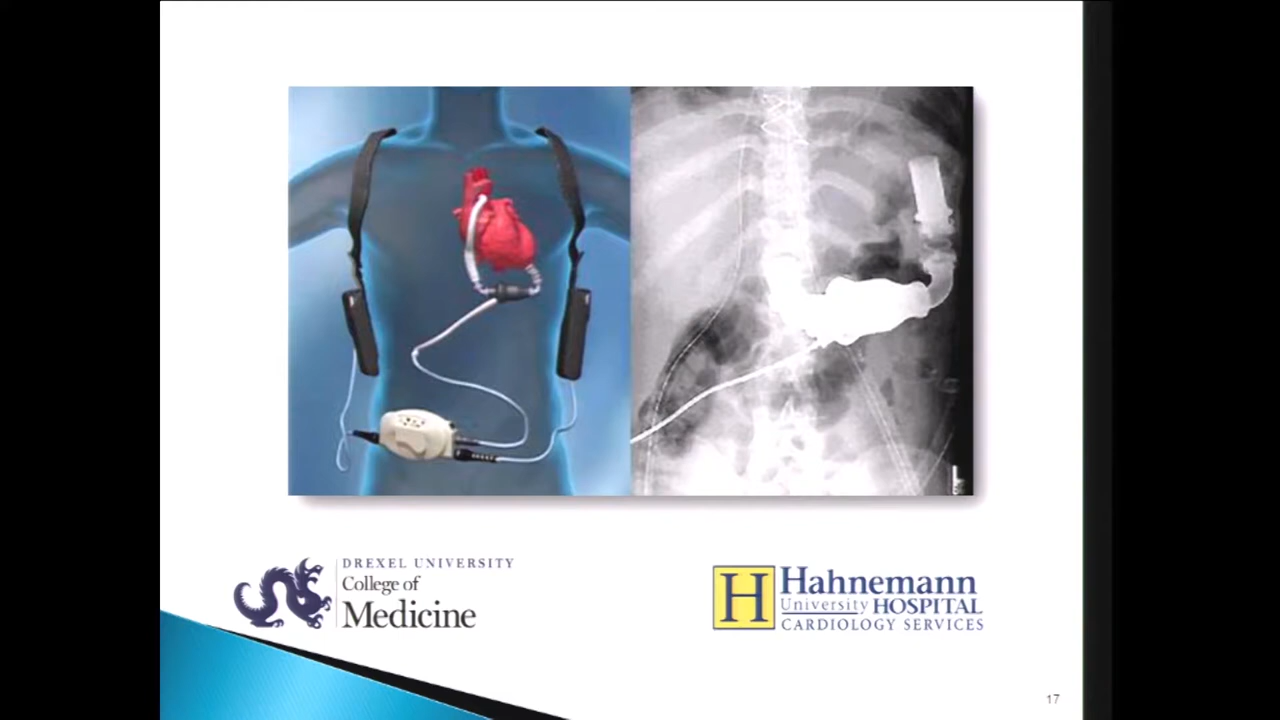 DREXEL UNIVERSITY
College of
Medicine
H
Hahnemann
University HOSPITAL
CARDIOLOGY SERVICES
17